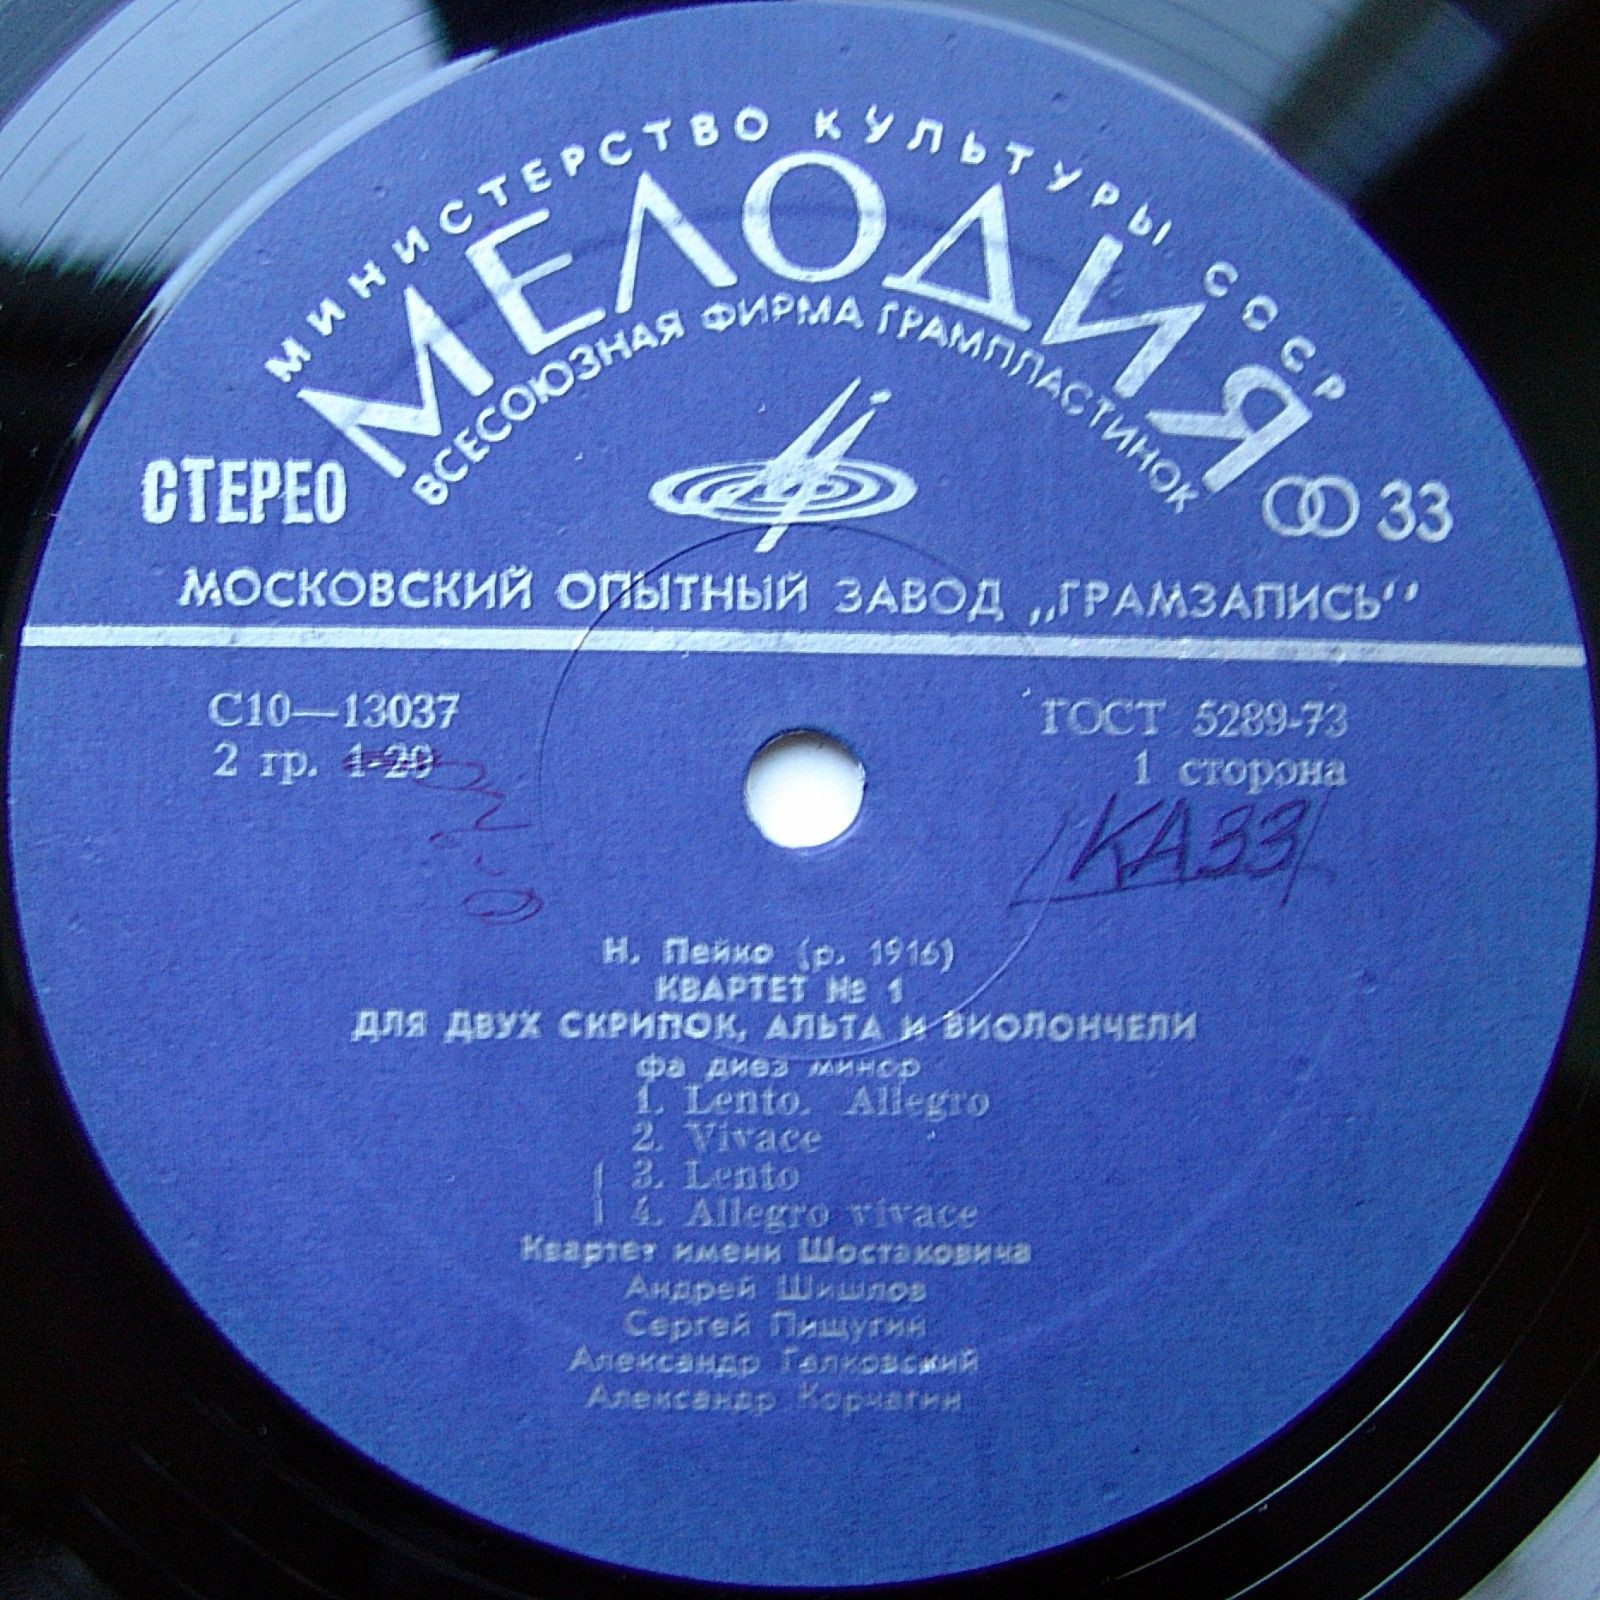 МИНИСТЕРСТВО КУЛЬТУРЫ СССР
МЕЛОДИЯ
ВСЕСОЮЗНАЯ ФИРМА ГРАМПЛАСТИНОК
СТЕРЕО
33
МОСКОВСКИЙ ОПЫТНЫЙ ЗАВОД „ГРАМЗАПИСЬ"
С10—13037
ГОСТ 5289-73
2 гр. 1-20
1 сторона
КА33
Н. Пейко (р. 1916)
КВАРТЕТ № 1
ДЛЯ ДВУХ СКРИПОК, АЛЬТА И ВИОЛОНЧЕЛИ
фа диез минор
1. Lento. Allegro
2. Vivace
3. Lento
4. Allegro vivace
Квартет имени Шостаковича
Андрей Шишлов
Сергей Пищугин
Александр Галковский
Александр Корчагин